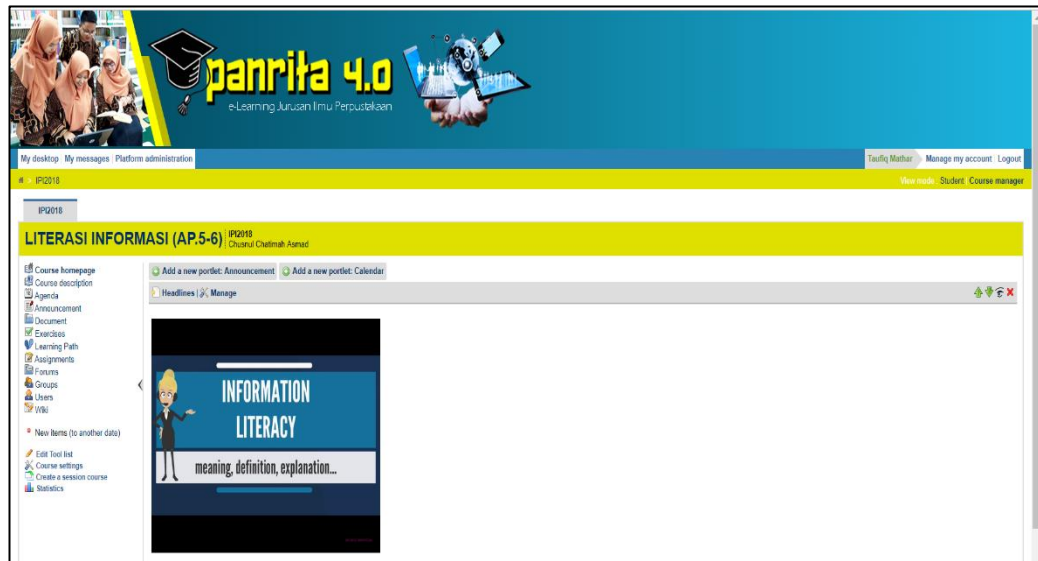 panrita 4.0
e-Learning Jurusan Ilmu Perpustakaan
My desktop My messages Platform administration
Taufiq Mathar Manage my account Logout
> IPI2018
View mode : Student Course manager
IPI2018
LITERASI INFORMASI (AP.5-6) IPI2018
Chusnul Chatimah Asmad
Course homepage
Course description
Agenda
Announcement
Document
Exercises
Learning Path
Assignments
Forums
Groups
Users
Wiki
New items (to another date)
Edit Tool list
Course settings
Create a session course
Statistics
Add a new portlet: Announcement Add a new portlet: Calendar
Headlines | Manage
INFORMATION
LITERACY
meaning, definition, explanation...